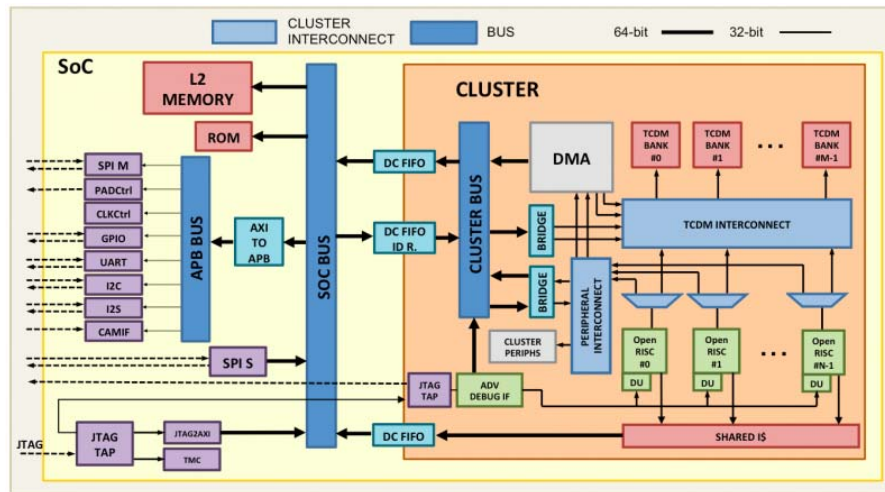 CLUSTER
INTERCONNECT
BUS
64-bit
32-bit
SoC
L2
MEMORY
ROM
SPI M
PADCtrl
CLKCtrl
GPIO
UART
I2C
I2S
CAMIF
APB BUS
AXI
TO
APB
SOC BUS
SPI S
JTAG
JTAG
TAP
JTAG2AXI
TMC
DC FIFO
DC FIFO
ID R.
DC FIFO
CLUSTER
CLUSTER BUS
DMA
BRIDGE
BRIDGE
CLUSTER
PERIPHS
PERIPHERAL
INTERCONNECT
JTAG
TAP
ADV
DEBUG IF
TCDM
BANK
#0
TCDM
BANK
#1
• • •
TCDM
BANK
#M-1
TCDM INTERCONNECT
Open
RISC
#0
DU
Open
RISC
#1
DU
• • •
Open
RISC
#N-1
DU
SHARED I$